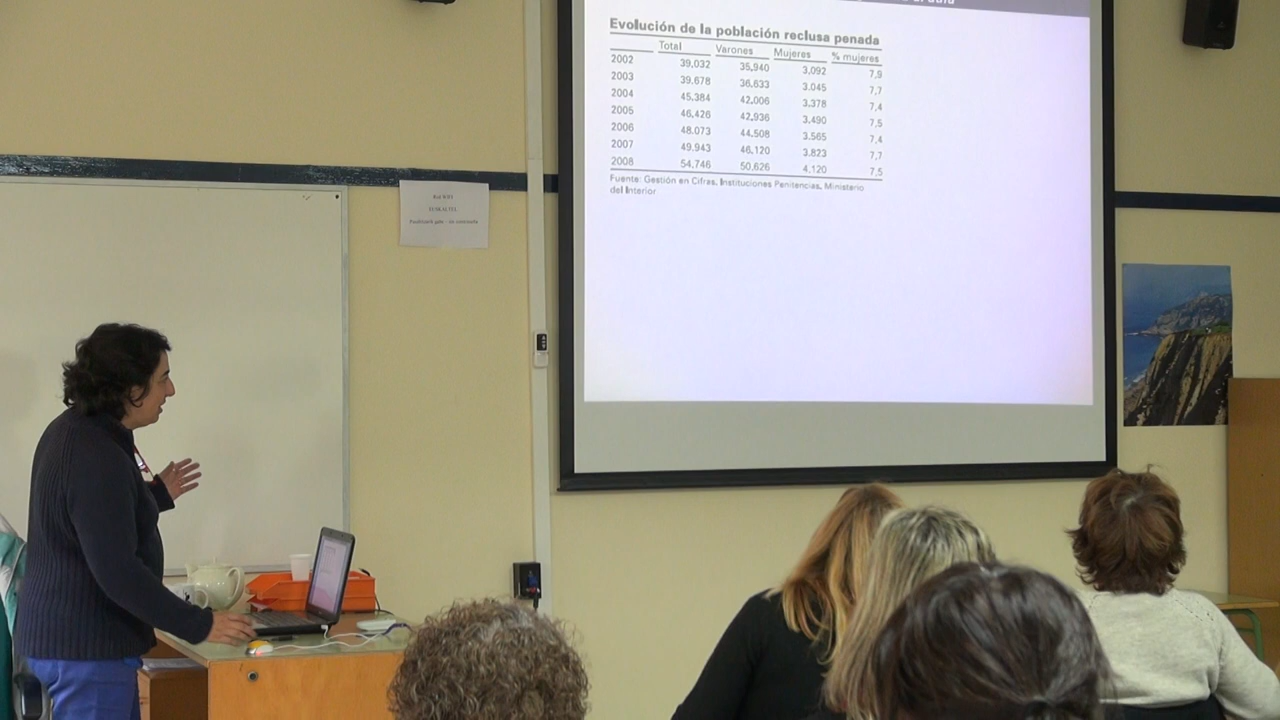 Evolución de la población reclusa penada
Total Varones Mujeres % mujeres
2002 39.032 35.940 3.092 7,9
2003 39.678 36.633 3.045 7,7
2004 45.384 42.006 3.378 7,4
2005 46.426 42.936 3.490 7,5
2006 48.073 44.508 3.565 7,4
2007 49.943 46.120 3.823 7,7
2008 54.746 50.626 4.120 7,5
Fuente: Gestión en Cifras, Instituciones Penitencias, Ministerio
del Interior
EUSKALTEL